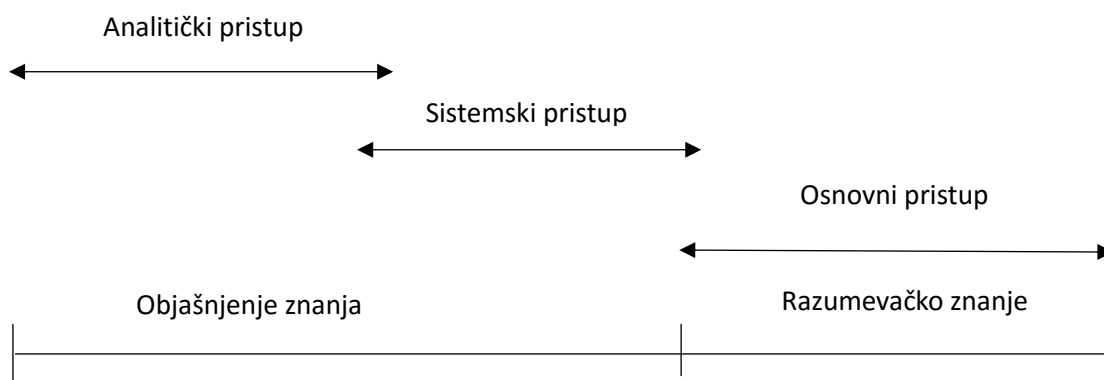 Analitički pristup
Sistemski pristup
Osnovni pristup
Objašnjenje znanja
Razumevačko znanje